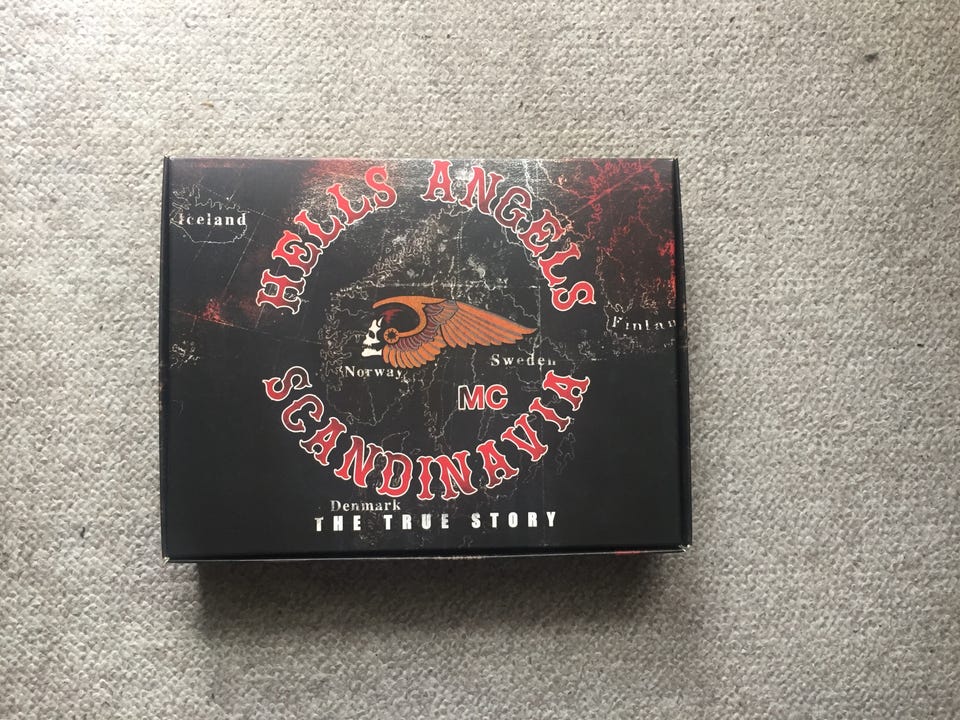 HELLS ANGELS
Iceland
Finlan
Sweden
Norway
MC
SCANDINAVIA
Denmark
THE TRUE STORY